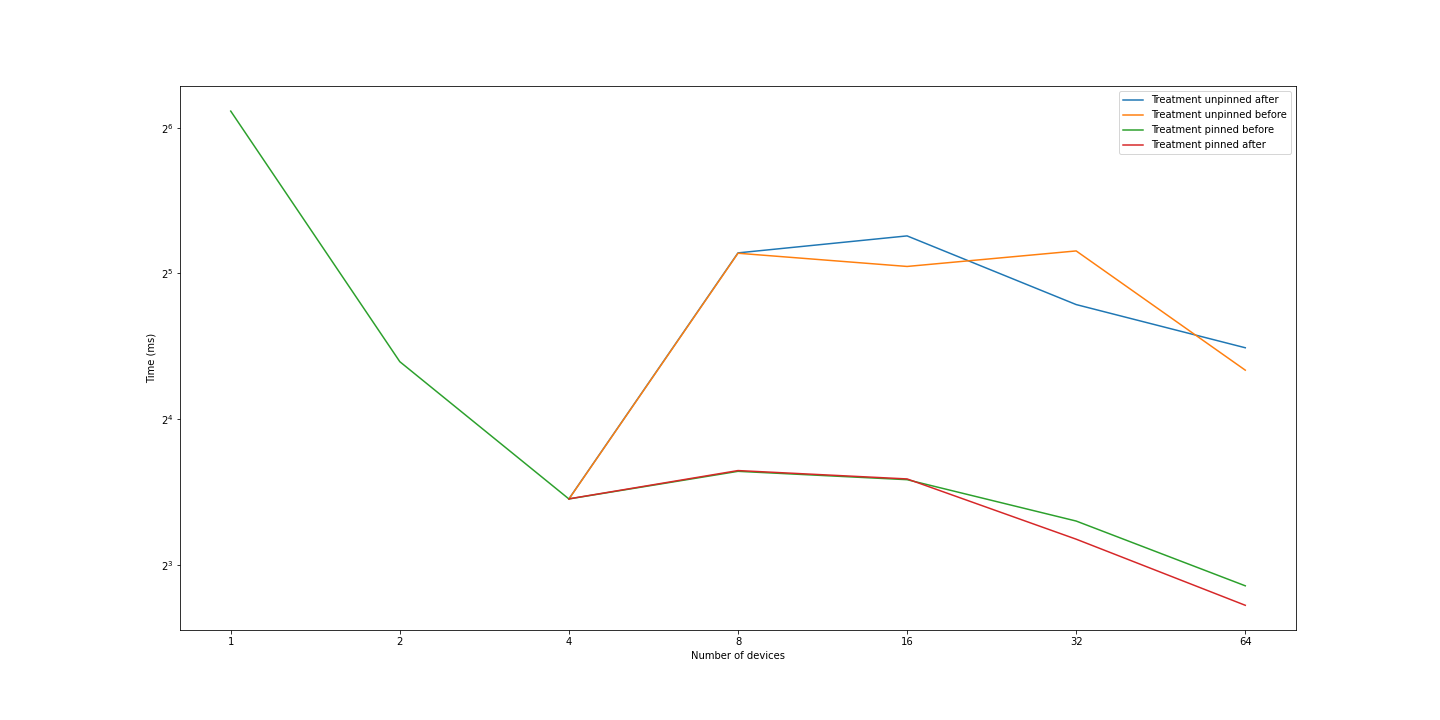 Treatment unpinned after
Treatment unpinned before
Treatment pinned before
Treatment pinned after
Time (ms)
2⁶
2⁵
2⁴
2³
1 2 4 8 16 32 64
Number of devices